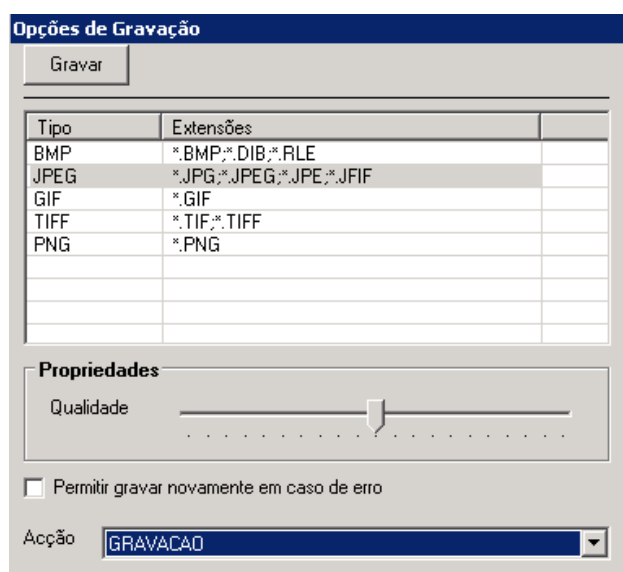 Opções de Gravação
Gravar
Tipo Extensões
BMP *.BMP;*.DIB;*.RLE
JPEG *.JPG;*.JPEG;*.JPE;*.JFIF
GIF *.GIF
TIFF *.TIF;*.TIFF
PNG *.PNG
Propriedades
Qualidade
Permitir gravar novamente em caso de erro
Acção GRAVACAO